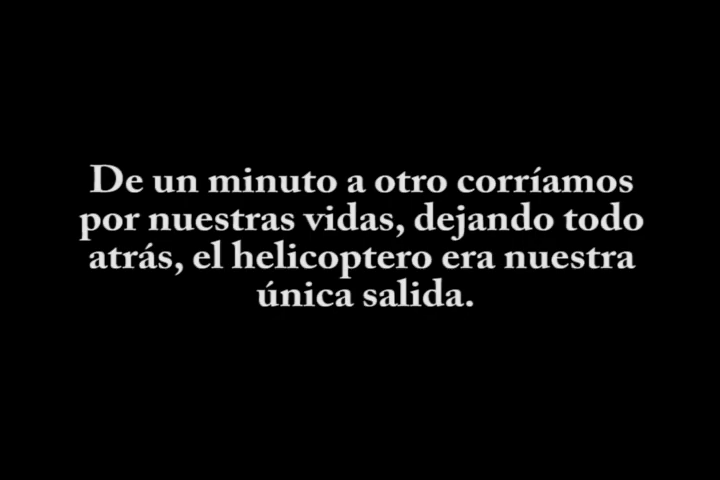 De un minuto a otro corríamos
por nuestras vidas, dejando todo
atrás, el helicoptero era nuestra
única salida.